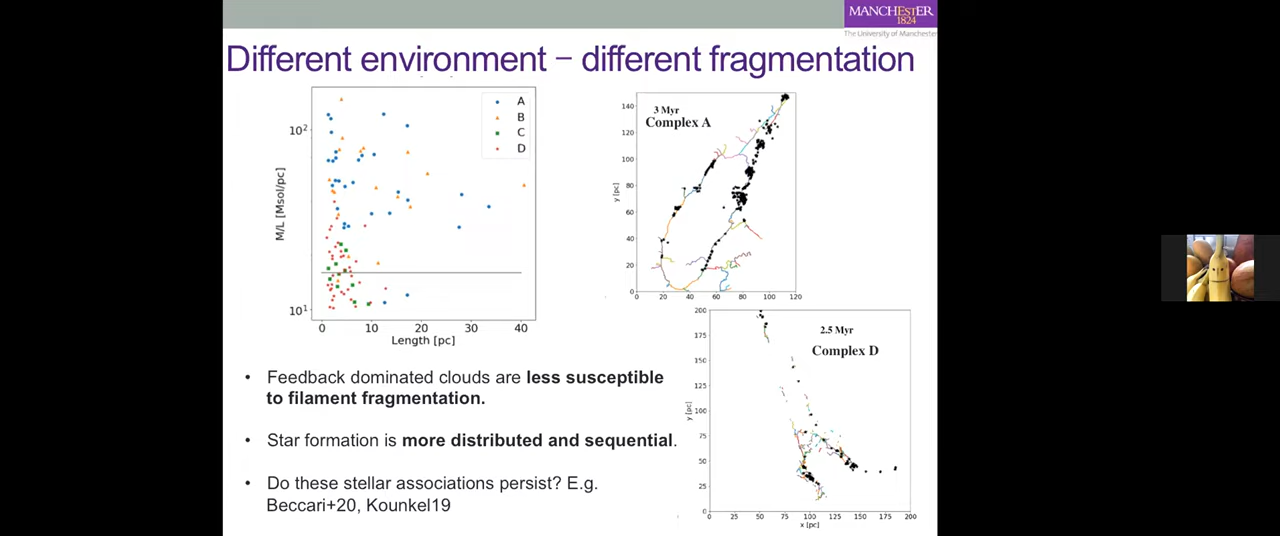 MANCHESTER
1824
The University of Manchester
Different environment – different fragmentation
A
B
C
D
10²
10¹
M/L [Msol/pc]
0 10 20 30 40
Length [pc]
3 Myr
Complex A
140
120
100
80
60
40
20
0
y [pc]
0 20 40 60 80 100 120
2.5 Myr
Complex D
200
175
150
125
100
75
50
25
0
y [pc]
0 25 50 75 100 125 150 175 200
x [pc]
• Feedback dominated clouds are less susceptible
to filament fragmentation.
• Star formation is more distributed and sequential.
• Do these stellar associations persist? E.g.
Beccari+20, Kounkel19